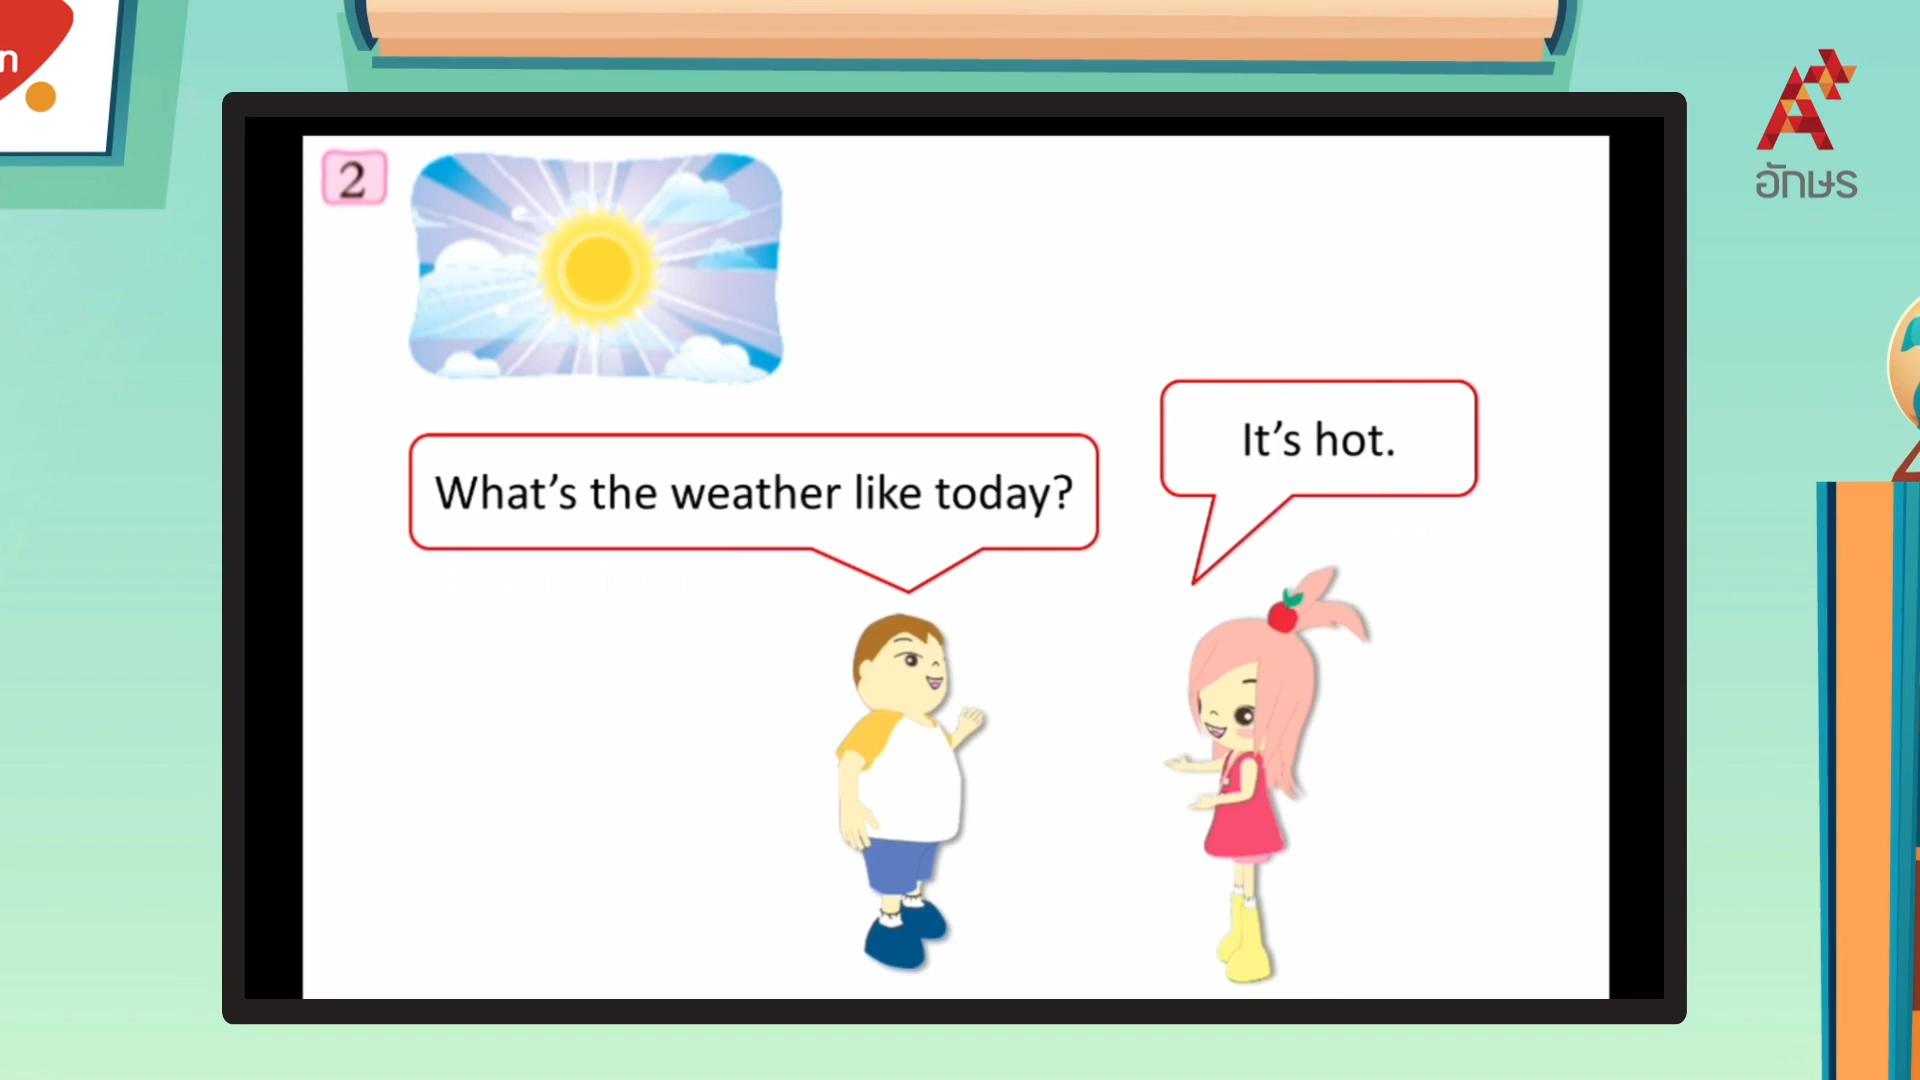 n
อักษร
2
It's hot.
What's the weather like today?